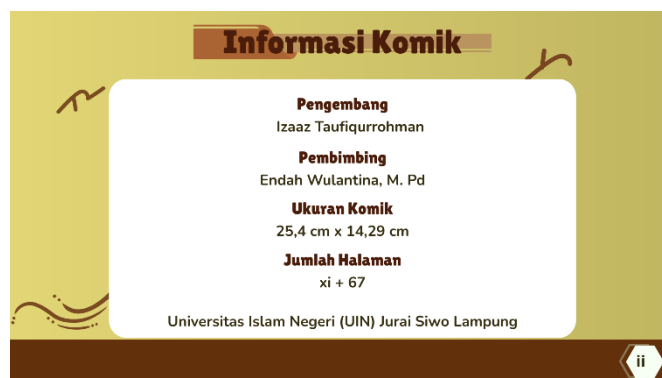 Informasi Komik
Pengembang
Izaaz Taufiqurrohman
Pembimbing
Endah Wulantina, M. Pd
Ukuran Komik
25,4 cm x 14,29 cm
Jumlah Halaman
xi + 67
Universitas Islam Negeri (UIN) Jurai Siwo Lampung
ii